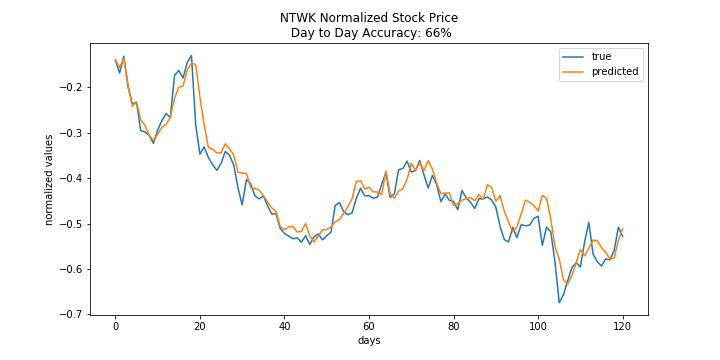 NTWK Normalized Stock Price
Day to Day Accuracy: 66%
true
predicted
normalized values
−0.2
−0.3
−0.4
−0.5
−0.6
−0.7
0
20
40
60
80
100
120
days